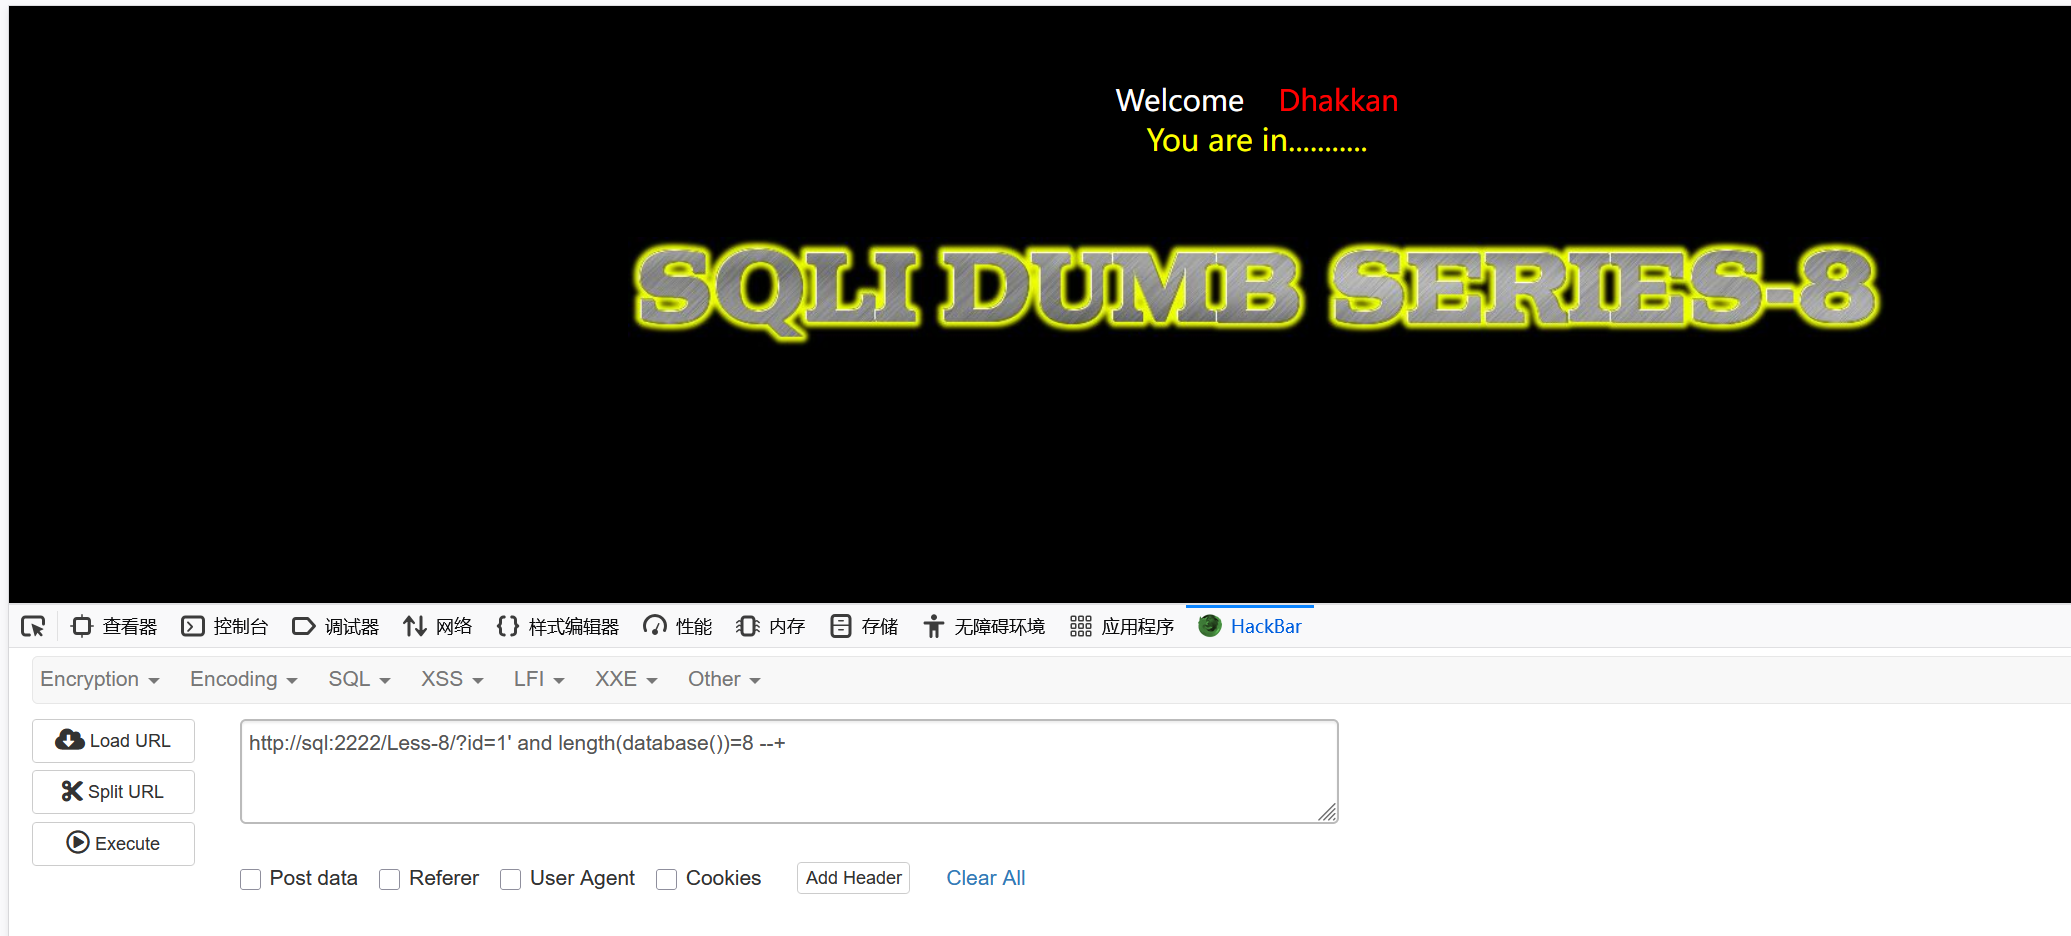 Welcome Dhakkan
You are in...........
SQLI DUMB SERIES-8
查看器 控制台 调试器 网络 样式编辑器 性能 内存 存储 无障碍环境 应用程序 HackBar
Encryption Encoding SQL XSS LFI XXE Other
Load URL
http://sql:2222/Less-8/?id=1' and length(database())=8 --+
Split URL
Execute
Post data Referer User Agent Cookies Add Header Clear All